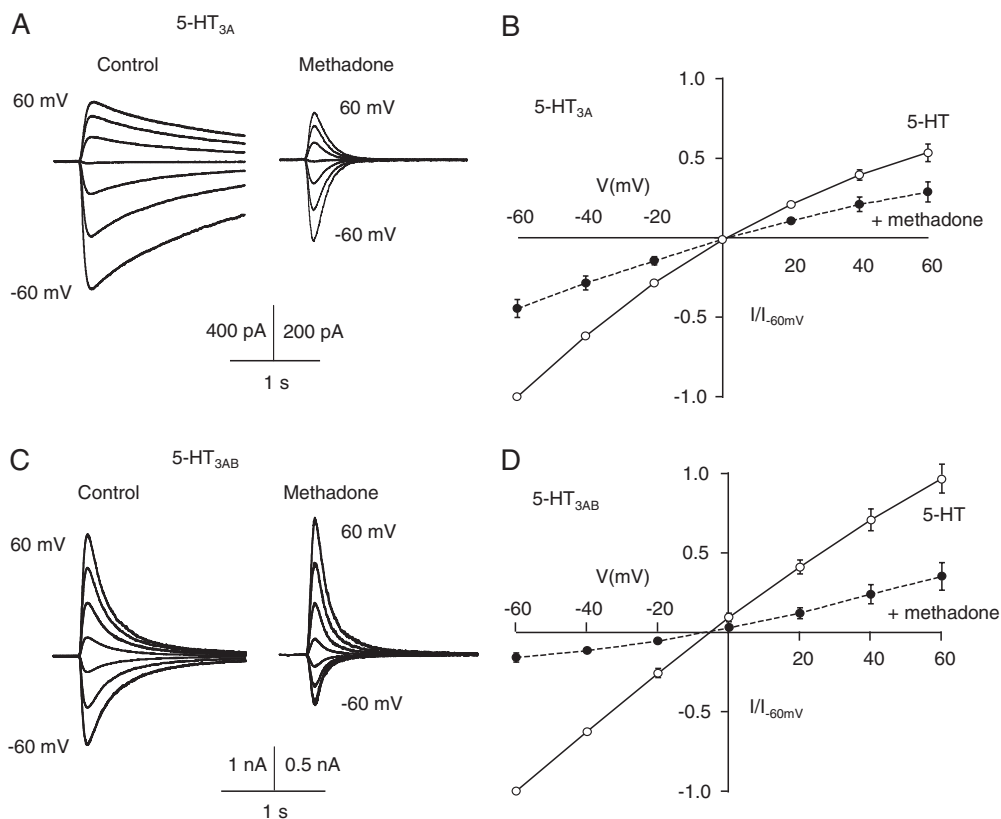 A
5-HT3A
Control
Methadone
60 mV
60 mV
-60 mV
-60 mV
400 pA
200 pA
1 s
B
5-HT3A
1.0
5-HT
0.5
V(mV)
-60
-40
-20
+ methadone
20
40
60
-0.5
I/I-60mV
-1.0
C
5-HT3AB
Control
Methadone
60 mV
60 mV
-60 mV
-60 mV
1 nA
0.5 nA
1 s
D
5-HT3AB
1.0
5-HT
0.5
V(mV)
-60
-40
-20
+ methadone
20
40
60
-0.5
I/I-60mV
-1.0